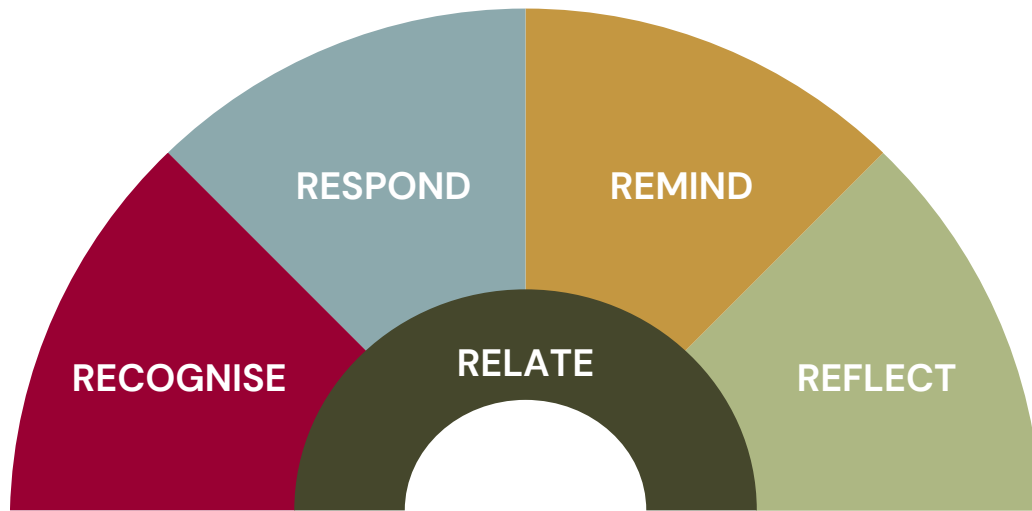 RESPOND
REMIND
RELATE
RECOGNISE
REFLECT